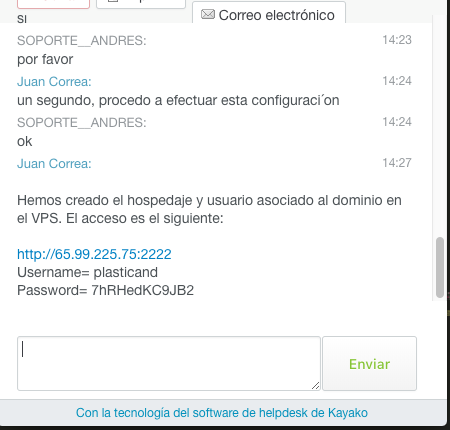 Correo electrónico
SI
SOPORTE__ANDRES: 14:23
por favor
Juan Correa: 14:24
un segundo, procedo a efectuar esta configuraci´on
SOPORTE__ANDRES: 14:24
ok
Juan Correa: 14:27
Hemos creado el hospedaje y usuario asociado al dominio en
el VPS. El acceso es el siguiente:
http://65.99.225.75:2222
Username= plasticand
Password= 7hRHedKC9JB2
Enviar
Con la tecnología del software de helpdesk de Kayako